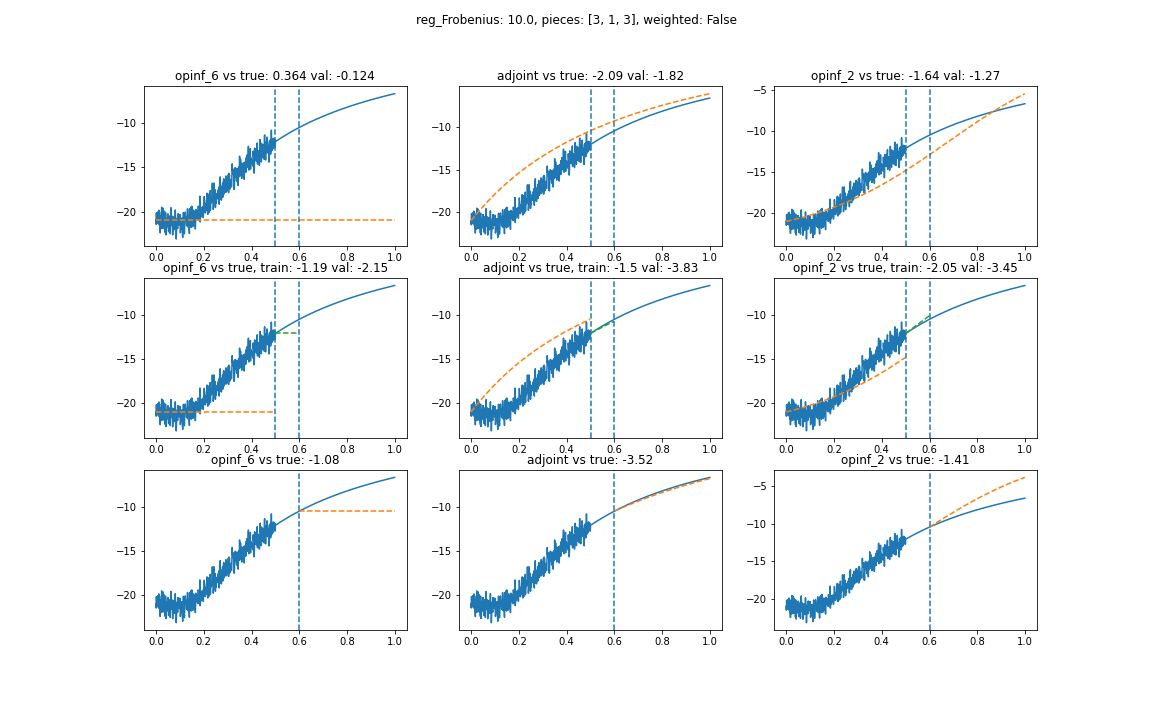 reg_Frobenius: 10.0, pieces: [3, 1, 3], weighted: False
opinf_6 vs true: 0.364 val: -0.124
adjoint vs true: -2.09 val: -1.82
opinf_2 vs true: -1.64 val: -1.27
−10
−15
−20
0.0 0.2 0.4 0.6 0.8 1.0
−10
−15
−20
0.0 0.2 0.4 0.6 0.8 1.0
−5
−10
−15
−20
0.0 0.2 0.4 0.6 0.8 1.0
opinf_6 vs true, train: -1.19 val: -2.15
adjoint vs true, train: -1.5 val: -3.83
opinf_2 vs true, train: -2.05 val: -3.45
−10
−15
−20
0.0 0.2 0.4 0.6 0.8 1.0
−10
−15
−20
0.0 0.2 0.4 0.6 0.8 1.0
−10
−15
−20
0.0 0.2 0.4 0.6 0.8 1.0
opinf_6 vs true: -1.08
adjoint vs true: -3.52
opinf_2 vs true: -1.41
−10
−15
−20
0.0 0.2 0.4 0.6 0.8 1.0
−10
−15
−20
0.0 0.2 0.4 0.6 0.8 1.0
−5
−10
−15
−20
0.0 0.2 0.4 0.6 0.8 1.0